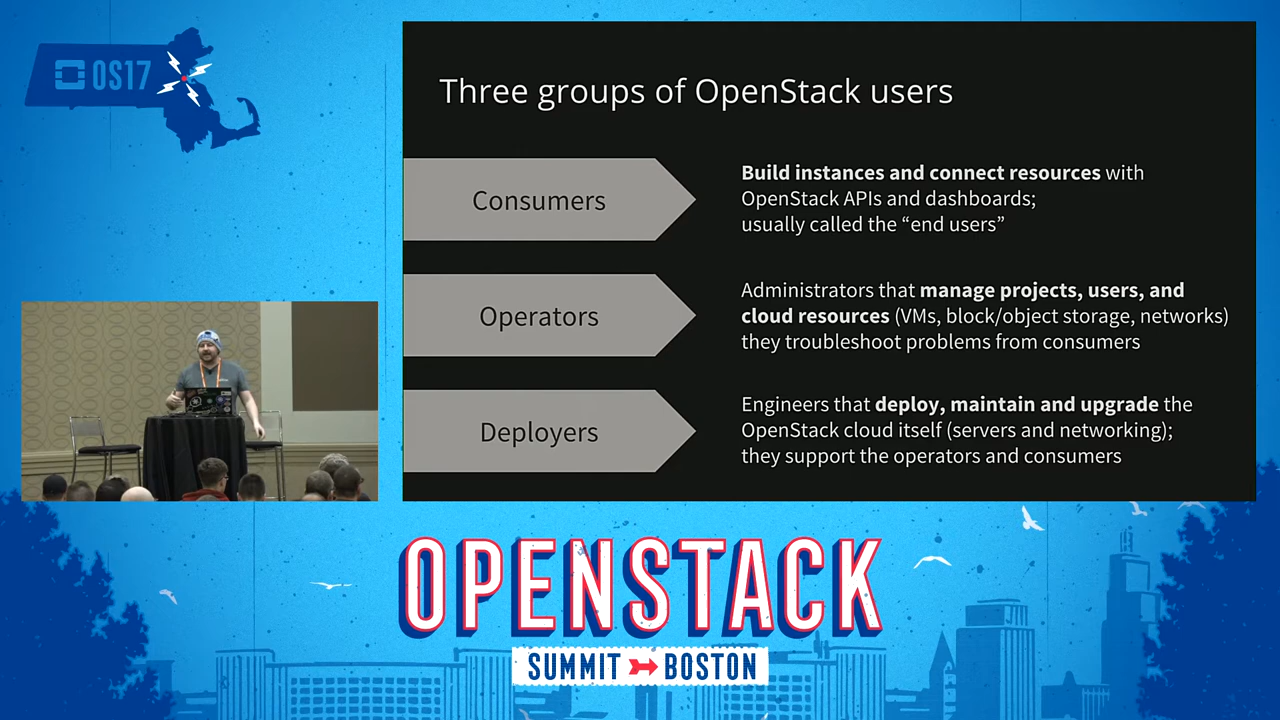 OS17
Three groups of OpenStack users
Consumers
Build instances and connect resources with
OpenStack APIs and dashboards;
usually called the “end users”
Operators
Administrators that manage projects, users, and
cloud resources (VMs, block/object storage, networks)
they troubleshoot problems from consumers
Deployers
Engineers that deploy, maintain and upgrade the
OpenStack cloud itself (servers and networking);
they support the operators and consumers
OPENSTACK
SUMMIT BOSTON